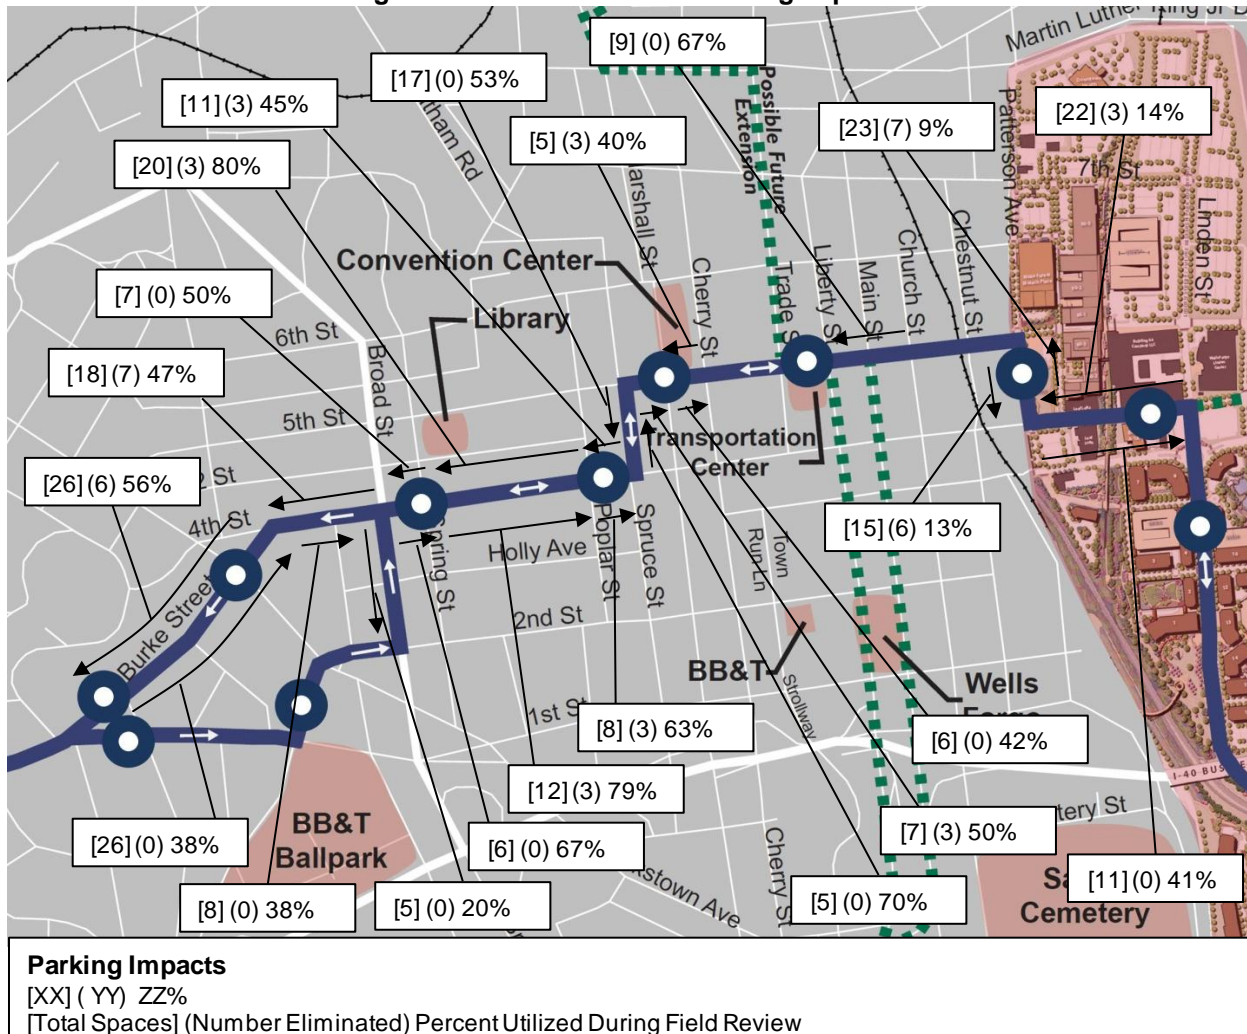 [9] (0) 67%
Martin Luther King Jr D
[17] (0) 53%
[11] (3) 45%
[22] (3) 14%
[23] (7) 9%
[5] (3) 40%
[20] (3) 80%
Possible Future
Extension
Patterson Ave
7th St
Linden St
Convention Center
Cherry St
Trade S
Liberty St
Main St
Church St
Chestnut St
[7] (0) 50%
Library
6th St
Broad St
[18] (7) 47%
5th St
Transportation
Center
[26] (6) 56%
4th St
[15] (6) 13%
Spring St
Holly Ave
Poplar St
Spruce St
Town
Run Ln
Burke Street
2nd St
BB&T
Wells
Strollway
1st St
[8] (3) 63%
[6] (0) 42%
I-40 BUS
[12] (3) 79%
BB&T
Ballpark
[26] (0) 38%
[6] (0) 67%
[7] (3) 50%
tery St
Cherry St
kstown Ave
[11] (0) 41%
[8] (0) 38%
[5] (0) 20%
[5] (0) 70%
Cemetery
Parking Impacts
[XX] ( YY) ZZ%
[Total Spaces] (Number Eliminated) Percent Utilized During Field Review